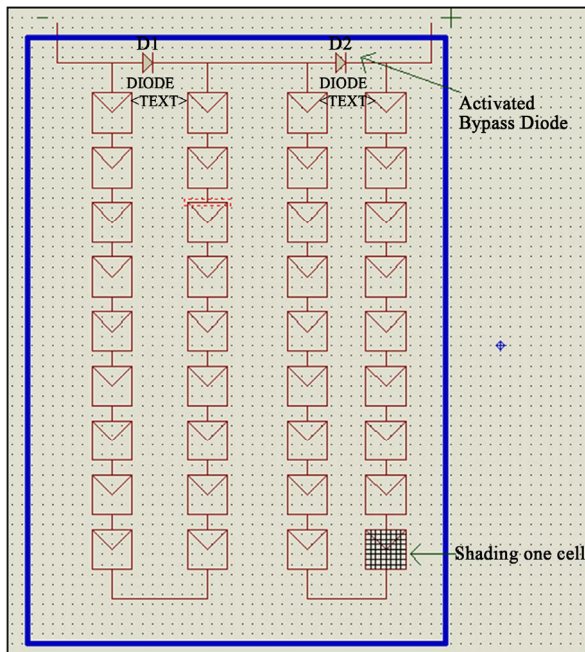 D1 D2
DIODE DIODE
<TEXT> <TEXT>
Activated
Bypass Diode
Shading one cell